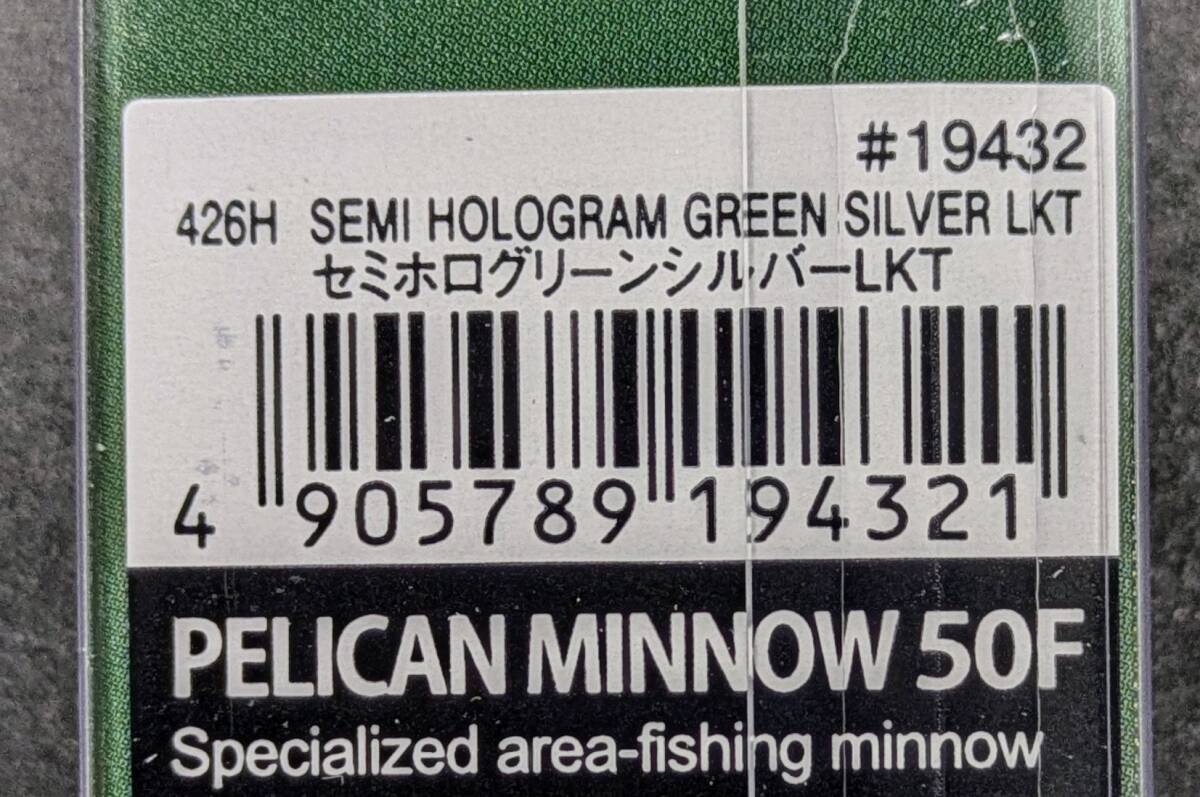 #19432
426H SEMI HOLOGRAM GREEN SILVER LKT
セミホログリーンシルバーLKT
4 905789 194321
PELICAN MINNOW 50F
Specialized area-fishing minnow